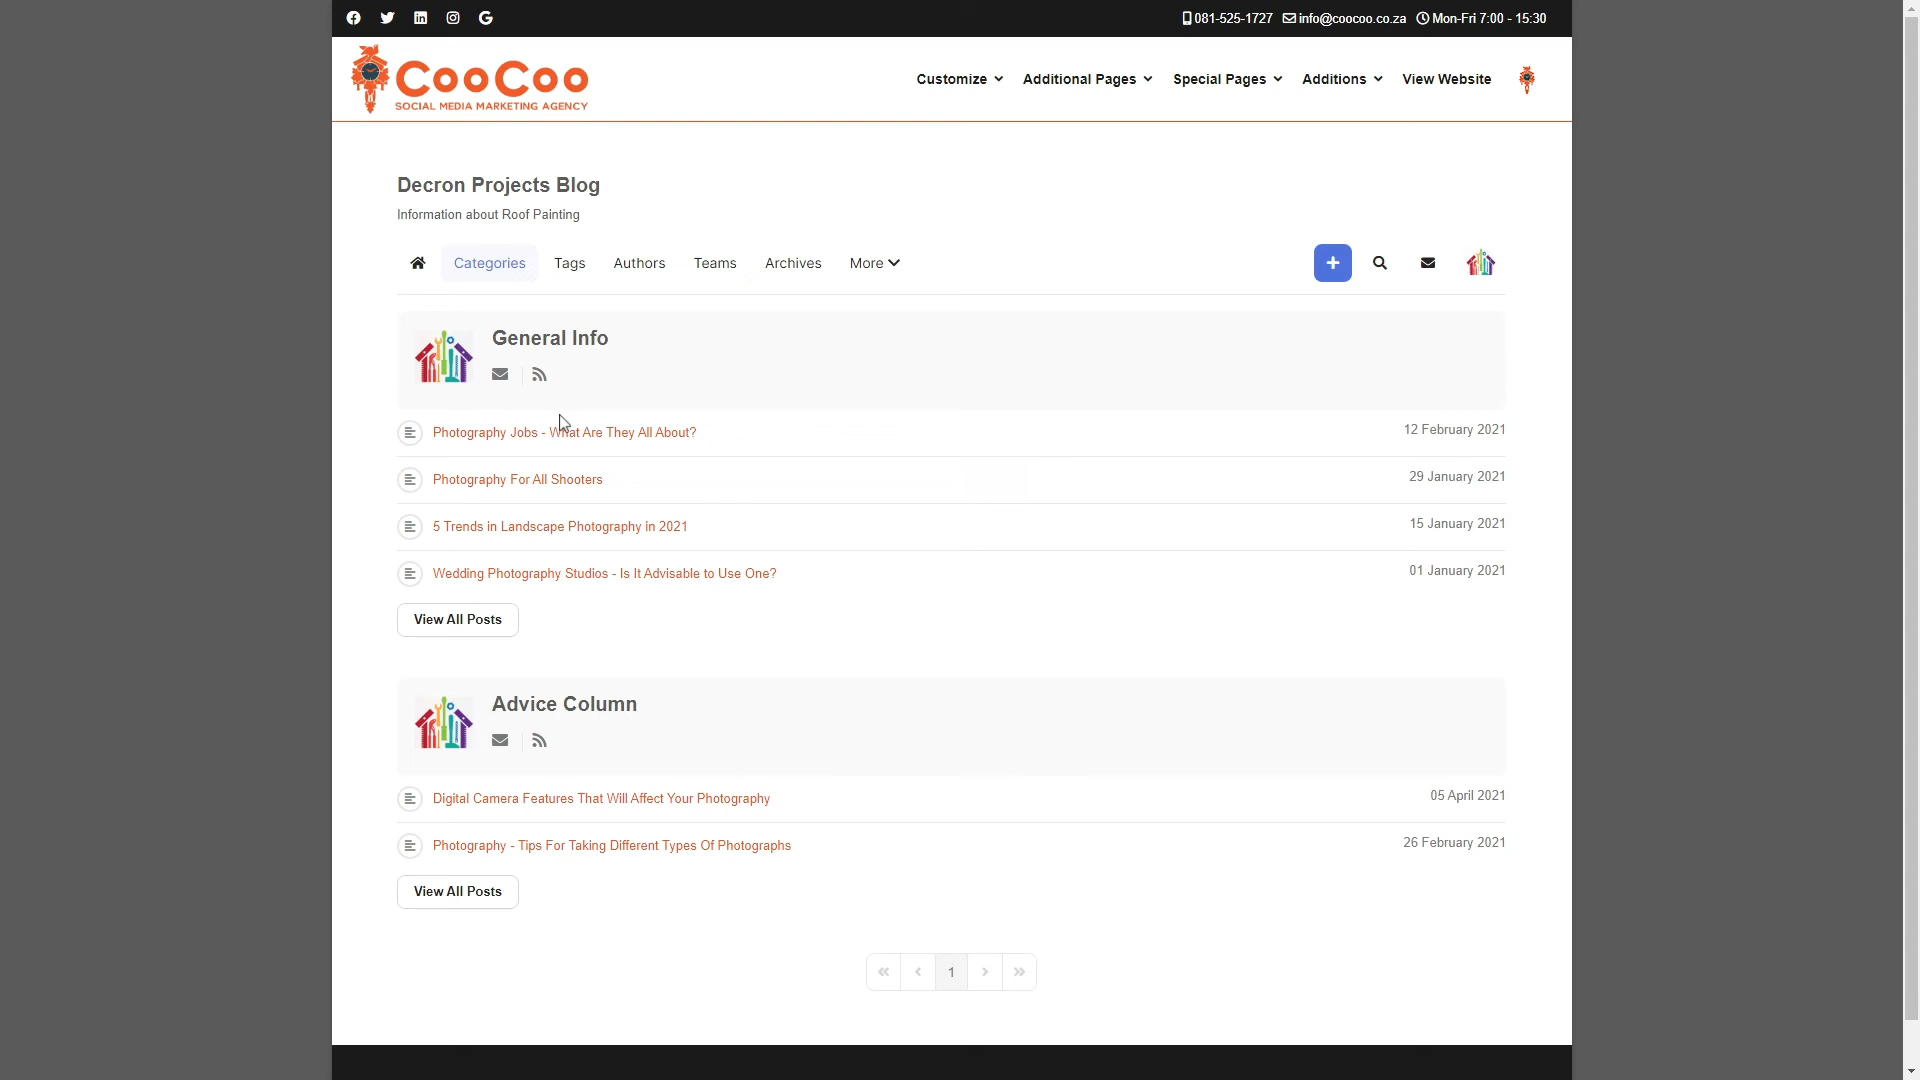 081-525-1727 info@coocoo.co.za Mon-Fri 7:00 - 15:30
CooCoo
SOCIAL MEDIA MARKETING AGENCY
Customize Additional Pages Special Pages Additions View Website
Decron Projects Blog
Information about Roof Painting
Categories Tags Authors Teams Archives More
General Info
Photography Jobs - What Are They All About? 12 February 2021
Photography For All Shooters 29 January 2021
5 Trends in Landscape Photography in 2021 15 January 2021
Wedding Photography Studios - Is It Advisable to Use One? 01 January 2021
View All Posts
Advice Column
Digital Camera Features That Will Affect Your Photography 05 April 2021
Photography - Tips For Taking Different Types Of Photographs 26 February 2021
View All Posts
1